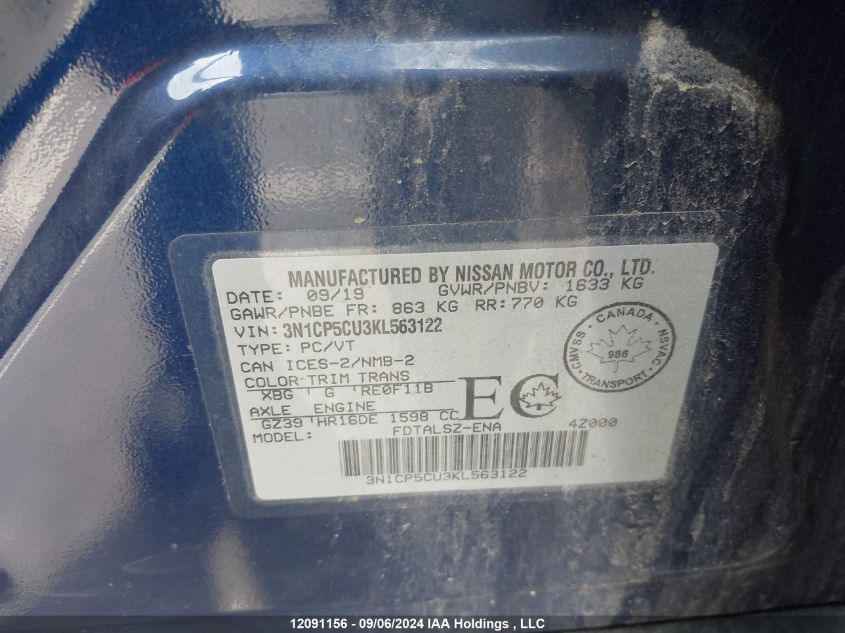 MANUFACTURED BY NISSAN MOTOR CO., LTD.
DATE: 09/19 GVWR/PNBV: 1633 KG
GAWR/PNBE FR: 863 KG RR: 770 KG
VIN: 3N1CP5CU3KL563122
TYPE: PC/VT
CAN ICES-2/NMB-2
COLOR TRIM TRANS
XBG G RE0F11B
AXLE ENGINE
GZ39 HR16DE 1598 CC
EC
MODEL: FDTALSZ-ENA 4Z000
CANADA
CMVSS 986 NSVAC
TRANSPORT
3N1CP5CU3KL563122
12091156 - 09/06/2024 IAA Holdings , LLC